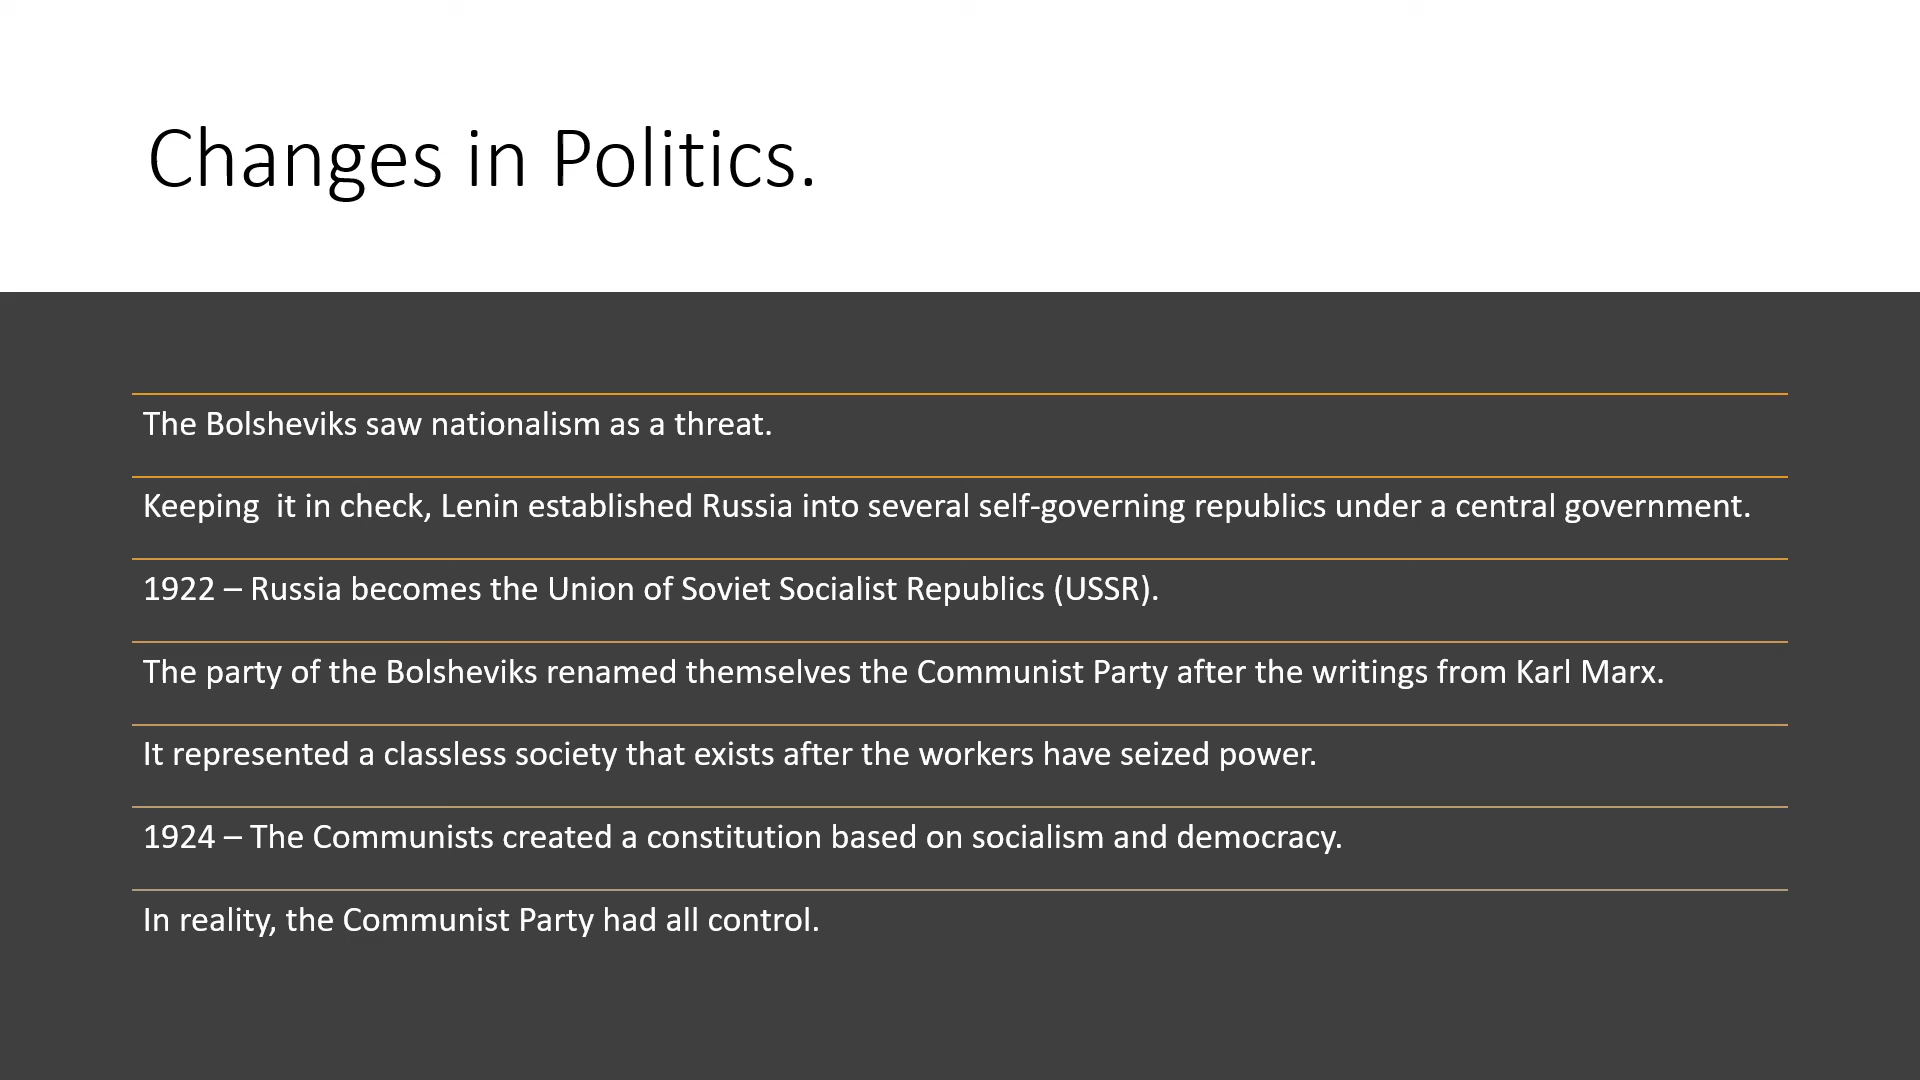 Changes in Politics.
The Bolsheviks saw nationalism as a threat.
Keeping  it in check, Lenin established Russia into several self-governing republics under a central government.
1922 – Russia becomes the Union of Soviet Socialist Republics (USSR).
The party of the Bolsheviks renamed themselves the Communist Party after the writings from Karl Marx.
It represented a classless society that exists after the workers have seized power.
1924 – The Communists created a constitution based on socialism and democracy.
In reality, the Communist Party had all control.